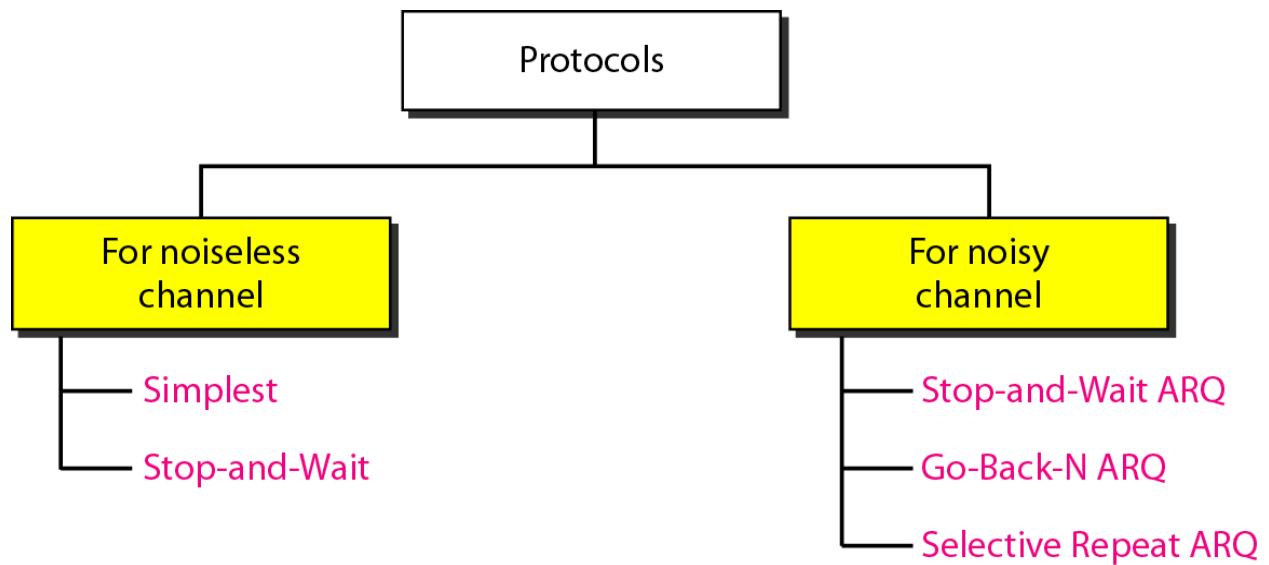 Protocols
For noiseless
channel
For noisy
channel
Simplest
Stop-and-Wait
Stop-and-Wait ARQ
Go-Back-N ARQ
Selective Repeat ARQ